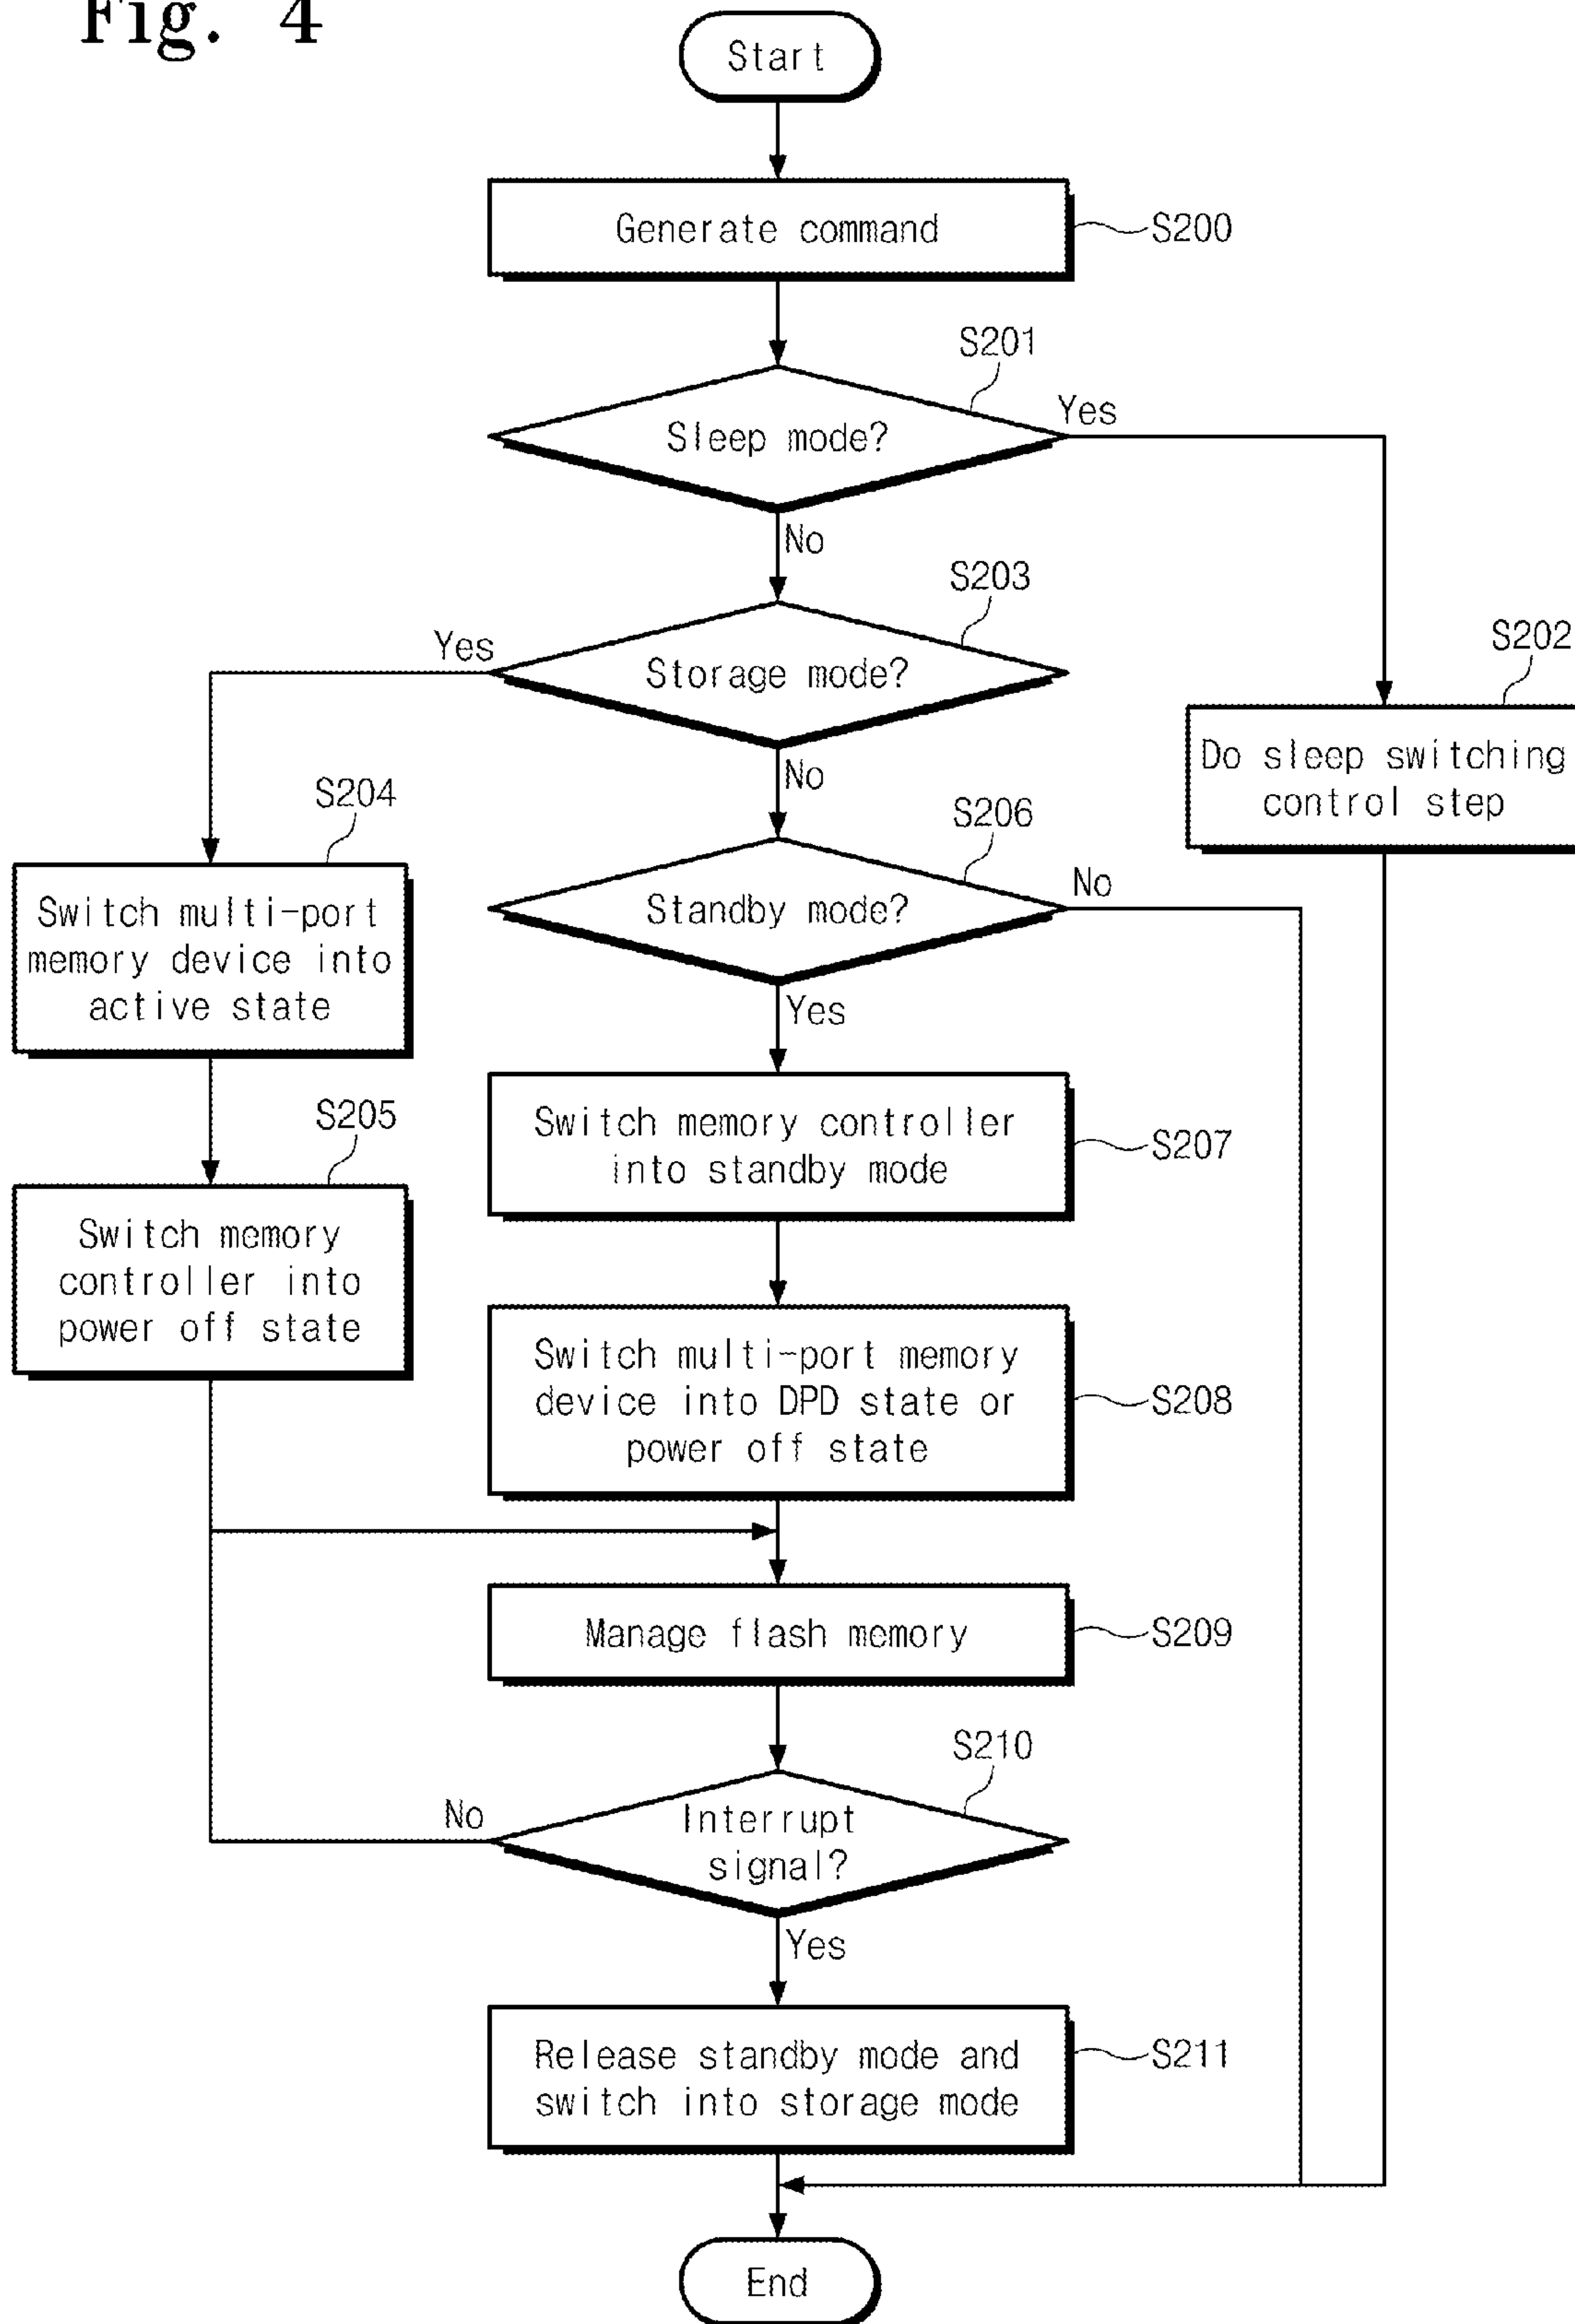 Fig. 4
Start
Generate command
S200
S201
Sleep mode?
Yes
No
S203
Yes
Storage mode?
S202
Do sleep switching
control step
No
S204
Switch multi-port
memory device into
active state
S206
Standby mode?
No
Yes
S205
Switch memory
controller into
power off state
Switch memory controller
into standby mode
S207
Switch multi-port memory
device into DPD state or
power off state
S208
Manage flash memory
S209
S210
No
Interrupt
signal?
Yes
Release standby mode and
switch into storage mode
S211
End